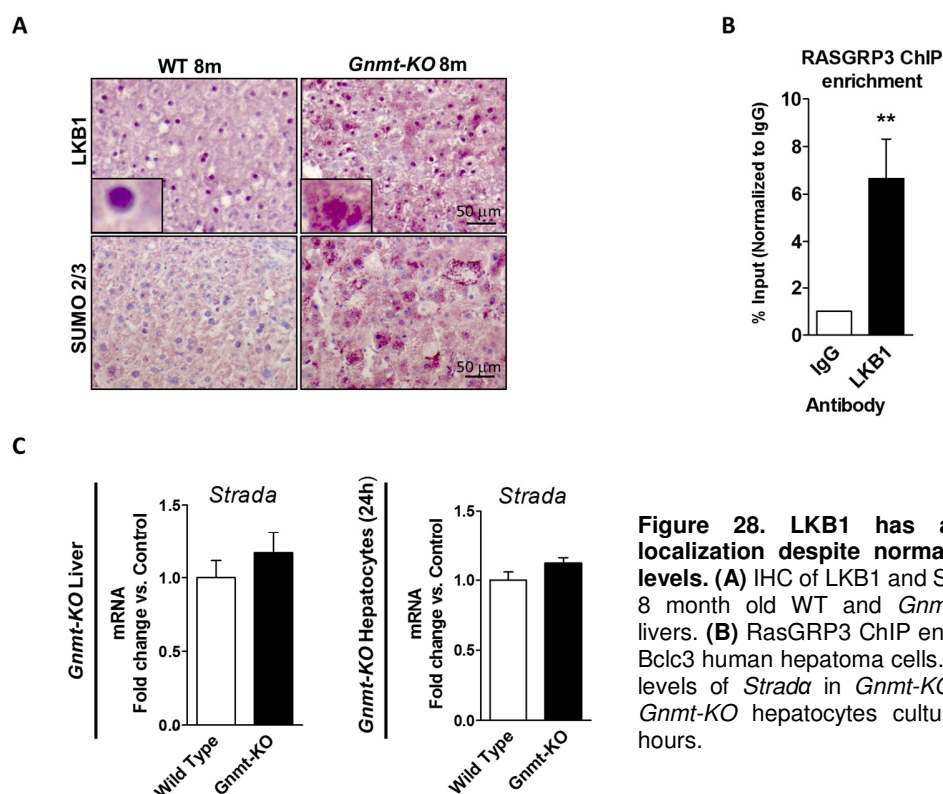 A
WT 8m
Gnmt-KO 8m
LKB1
50 µm
SUMO 2/3
50 µm
B
RASGRP3 ChIP
enrichment
% Input (Normalized to IgG)
10
8
6
4
2
0
**
IgG
LKB1
Antibody
C
Gnmt-KO Liver
mRNA
Fold change vs. Control
Strada
1.5
1.0
0.5
0.0
Wild Type
Gnmt-KO
Gnmt-KO Hepatocytes (24h)
mRNA
Fold change vs. Control
Strada
1.5
1.0
0.5
0.0
Wild Type
Gnmt-KO
Figure 28. LKB1 has a
localization despite norma
levels. (A) IHC of LKB1 and S
8 month old WT and Gnm
livers. (B) RasGRP3 ChIP en
Bclc3 human hepatoma cells.
levels of Stradα in Gnmt-KO
Gnmt-KO hepatocytes cultu
hours.